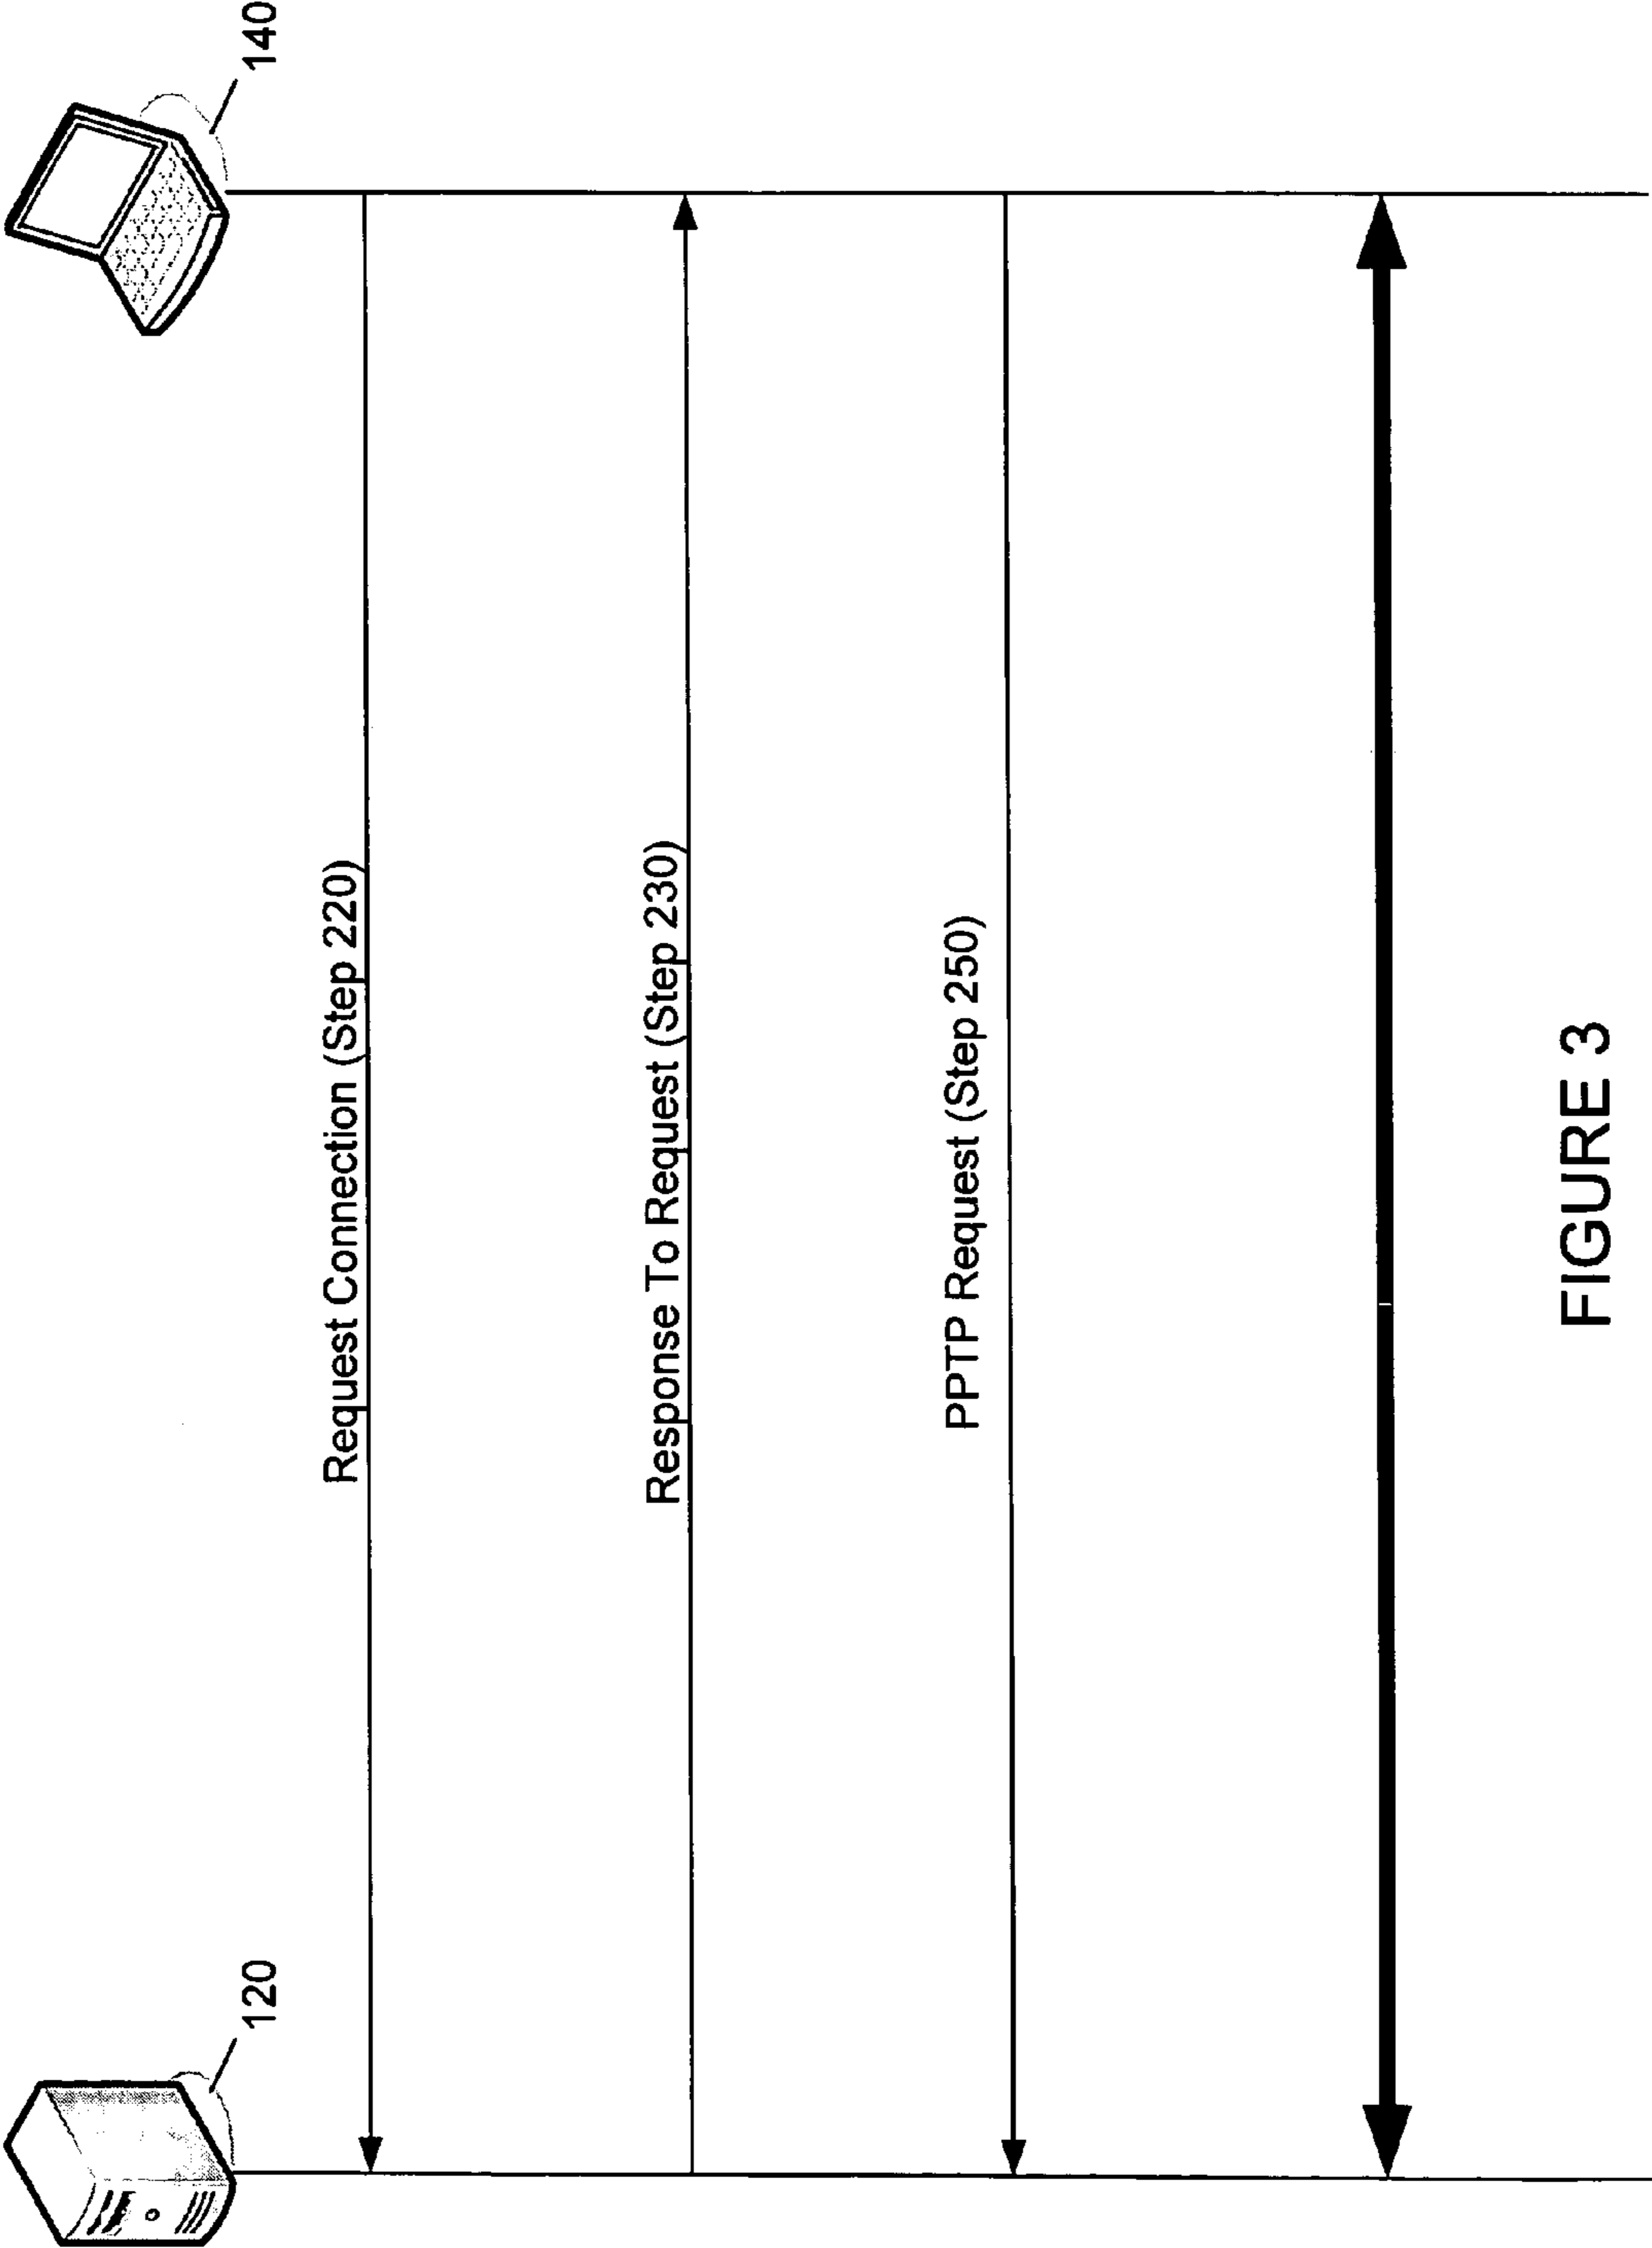 120
140
Request Connection (Step 220)
Response To Request (Step 230)
PPTP Request (Step 250)
FIGURE 3